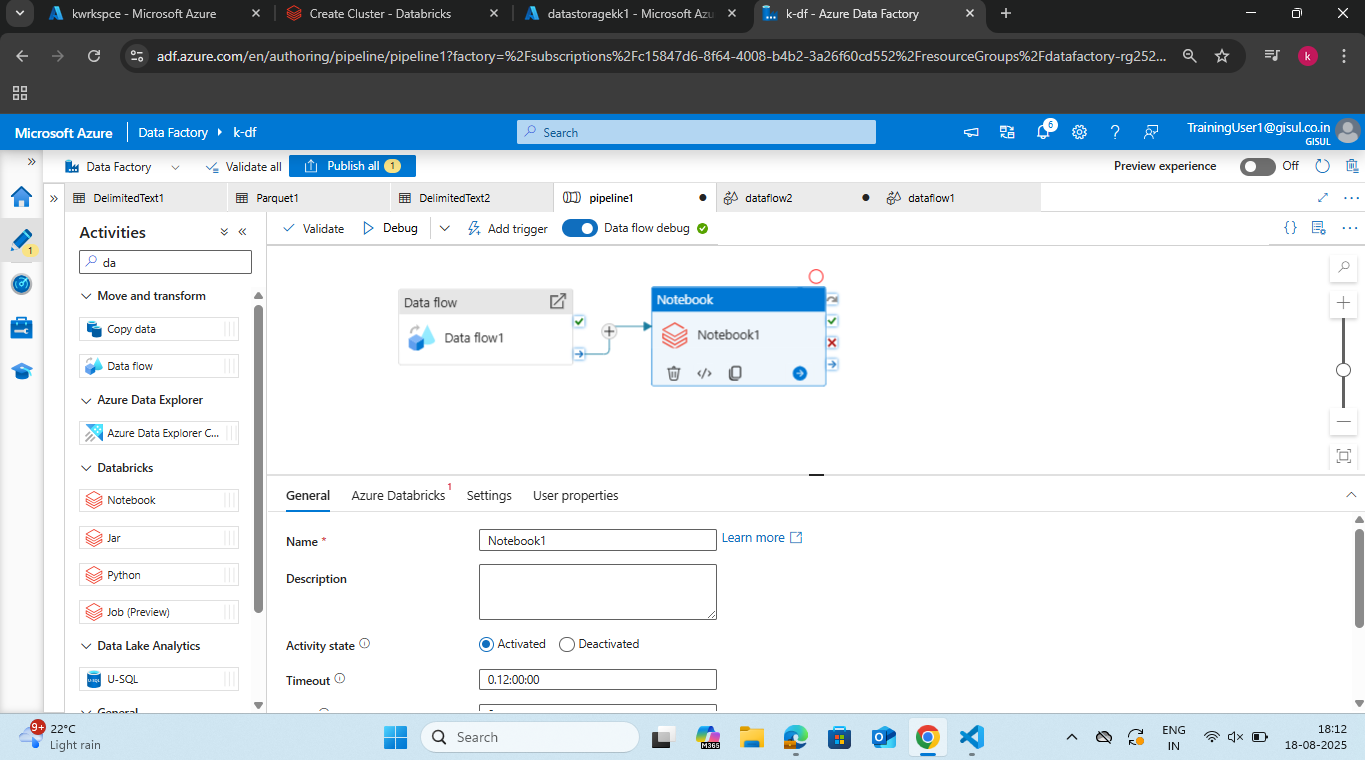 kwrkspce - Microsoft Azure
Create Cluster - Databricks
datastoragekk1 - Microsoft Azu
k-df - Azure Data Factory
adf.azure.com/en/authoring/pipeline/pipeline1?factory=%2Fsubscriptions%2Fc15847d6-8f64-4008-b4b2-3a26f60cd552%2FresourceGroups%2Fdatafactory-rg252...
k
Microsoft Azure
Data Factory
k-df
Search
6
TrainingUser1@gisul.co.in
GISUL
Data Factory
Validate all
Publish all 1
Preview experience
Off
DelimitedText1
Parquet1
DelimitedText2
pipeline1
dataflow2
dataflow1
1
Activities
Validate
Debug
Add trigger
Data flow debug
da
Move and transform
Copy data
Data flow
Azure Data Explorer
Azure Data Explorer C...
Databricks
Notebook
Jar
Python
Job (Preview)
Data Lake Analytics
U-SQL
General
Data flow
Data flow1
Notebook
Notebook1
General
Azure Databricks 1
Settings
User properties
Name *
Notebook1
Learn more
Description
Activity state
Activated
Deactivated
Timeout
0.12:00:00
9+
22°C
Light rain
Search
M365
ENG
IN
18:12
18-08-2025